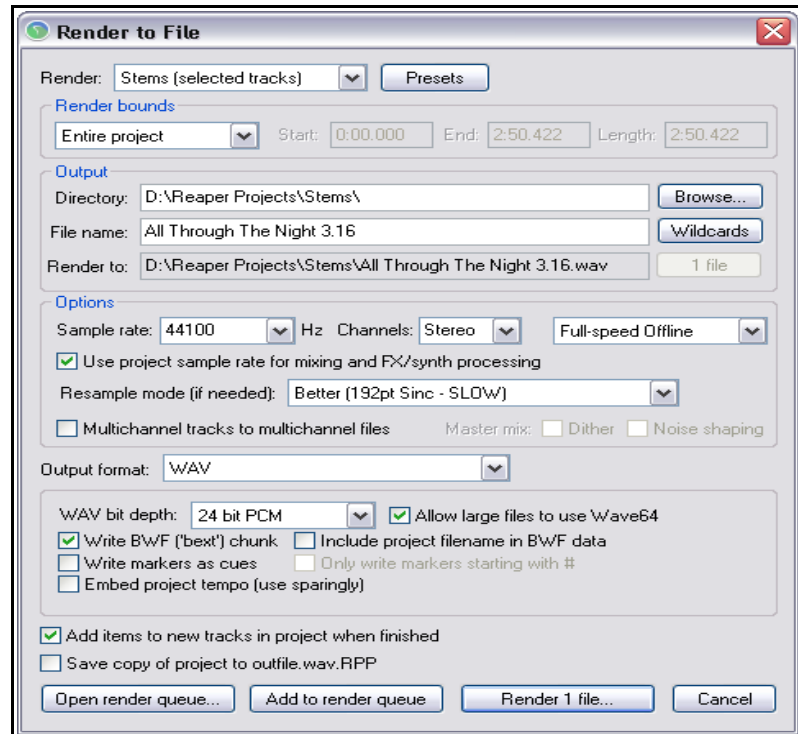 Render to File
Render: Stems (selected tracks) Presets
Render bounds
Entire project Start: 0:00.000 End: 2:50.422 Length: 2:50.422
Output
Directory: D:\Reaper Projects\Stems\ Browse...
File name: All Through The Night 3.16 Wildcards
Render to: D:\Reaper Projects\Stems\All Through The Night 3.16.wav 1 file
Options
Sample rate: 44100 Hz Channels: Stereo Full-speed Offline
Use project sample rate for mixing and FX/synth processing
Resample mode (if needed): Better (192pt Sinc - SLOW)
Multichannel tracks to multichannel files Master mix: Dither Noise shaping
Output format: WAV
WAV bit depth: 24 bit PCM Allow large files to use Wave64
Write BWF ('bext') chunk Include project filename in BWF data
Write markers as cues Only write markers starting with #
Embed project tempo (use sparingly)
Add items to new tracks in project when finished
Save copy of project to outfile.wav.RPP
Open render queue... Add to render queue Render 1 file... Cancel